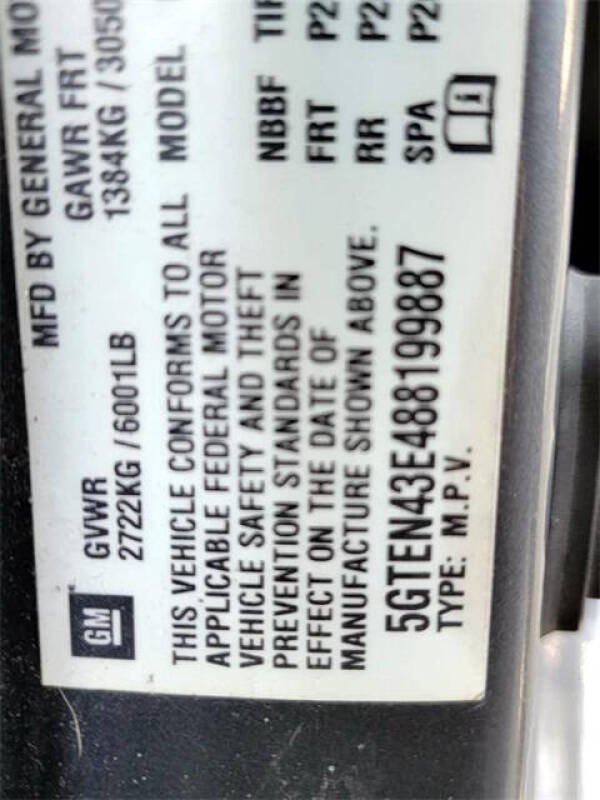 MFD BY GENERAL MO
GVWR GAWR FRT
2722KG / 6001LB 1384KG / 3050
GM
THIS VEHICLE CONFORMS TO ALL
APPLICABLE FEDERAL MOTOR
VEHICLE SAFETY AND THEFT
PREVENTION STANDARDS IN
EFFECT ON THE DATE OF
MANUFACTURE SHOWN ABOVE.
5GTEN43E488199887
TYPE: M.P.V.
MODEL
NBBF TIR
FRT P2
RR P2
SPA P2
i